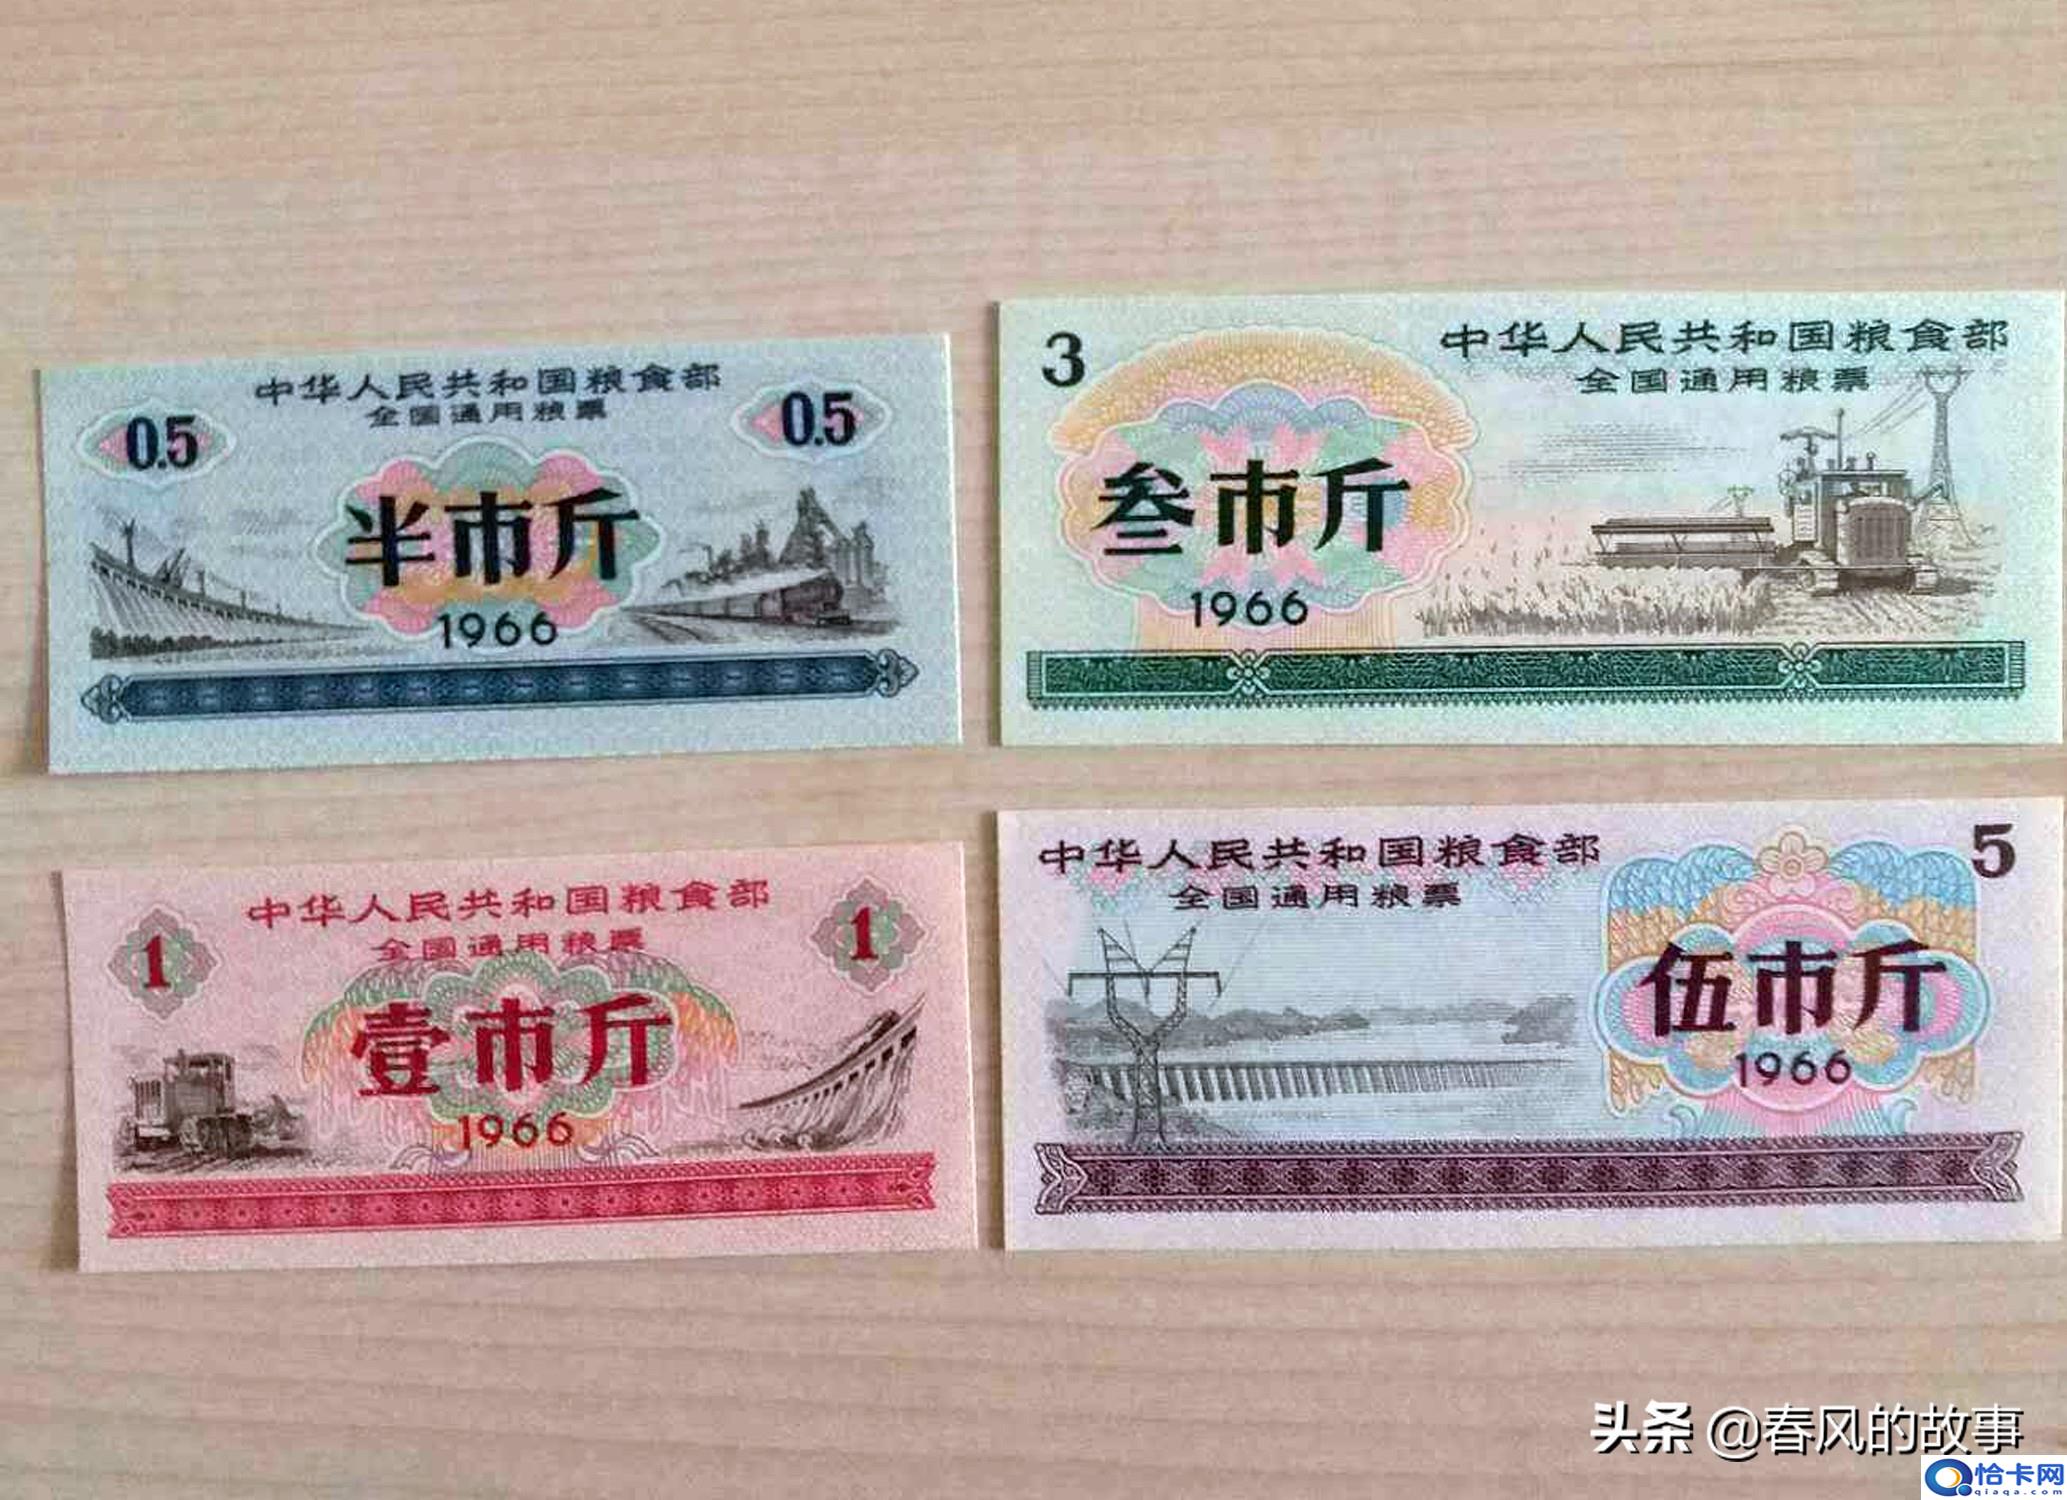 中华人民共和国粮食部
全国通用粮票
0.5
0.5
半市斤
1966
3
中华人民共和国粮食部
全国通用粮票
叁市斤
1966
中华人民共和国粮食部
全国通用粮票
1
1
壹市斤
1966
中华人民共和国粮食部
全国通用粮票
5
伍市斤
1966
头条 @春风的故事
恰卡网
qiaqa.com